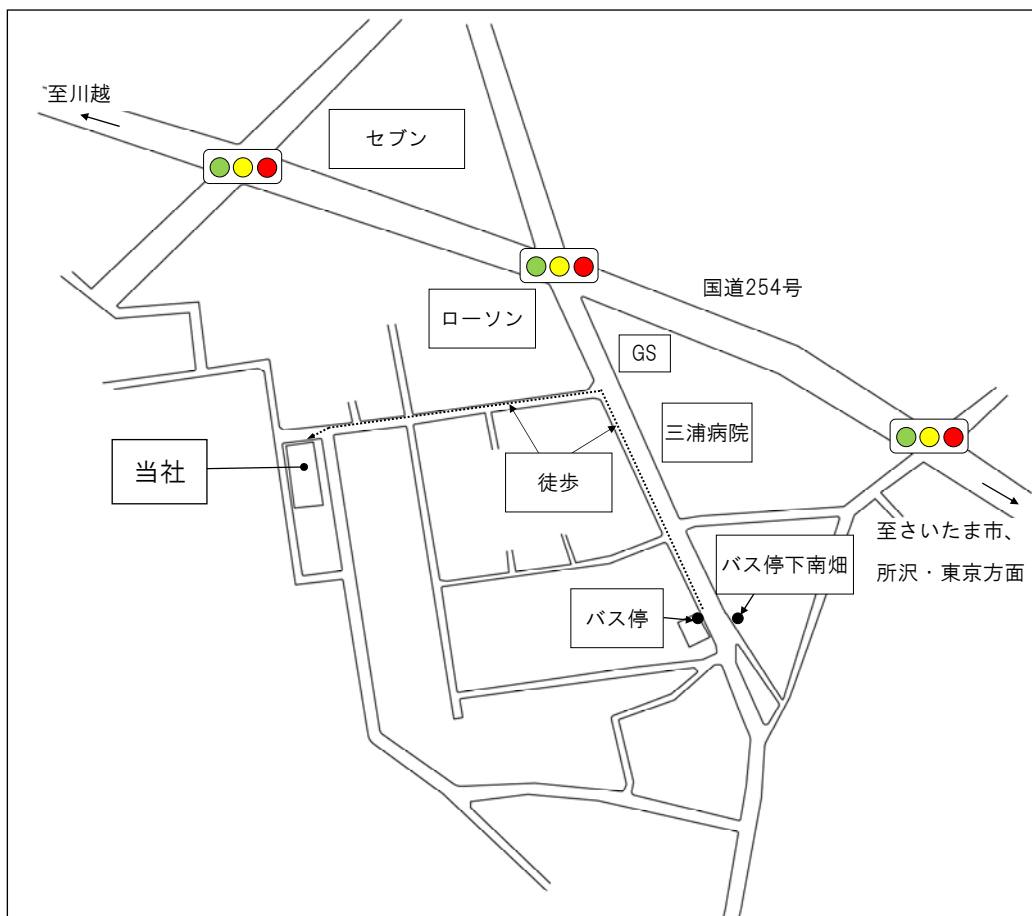 至川越
セブン
国道254号
ローソン
GS
三浦病院
当社
徒歩
至さいたま市、
所沢・東京方面
バス停下南畑
バス停